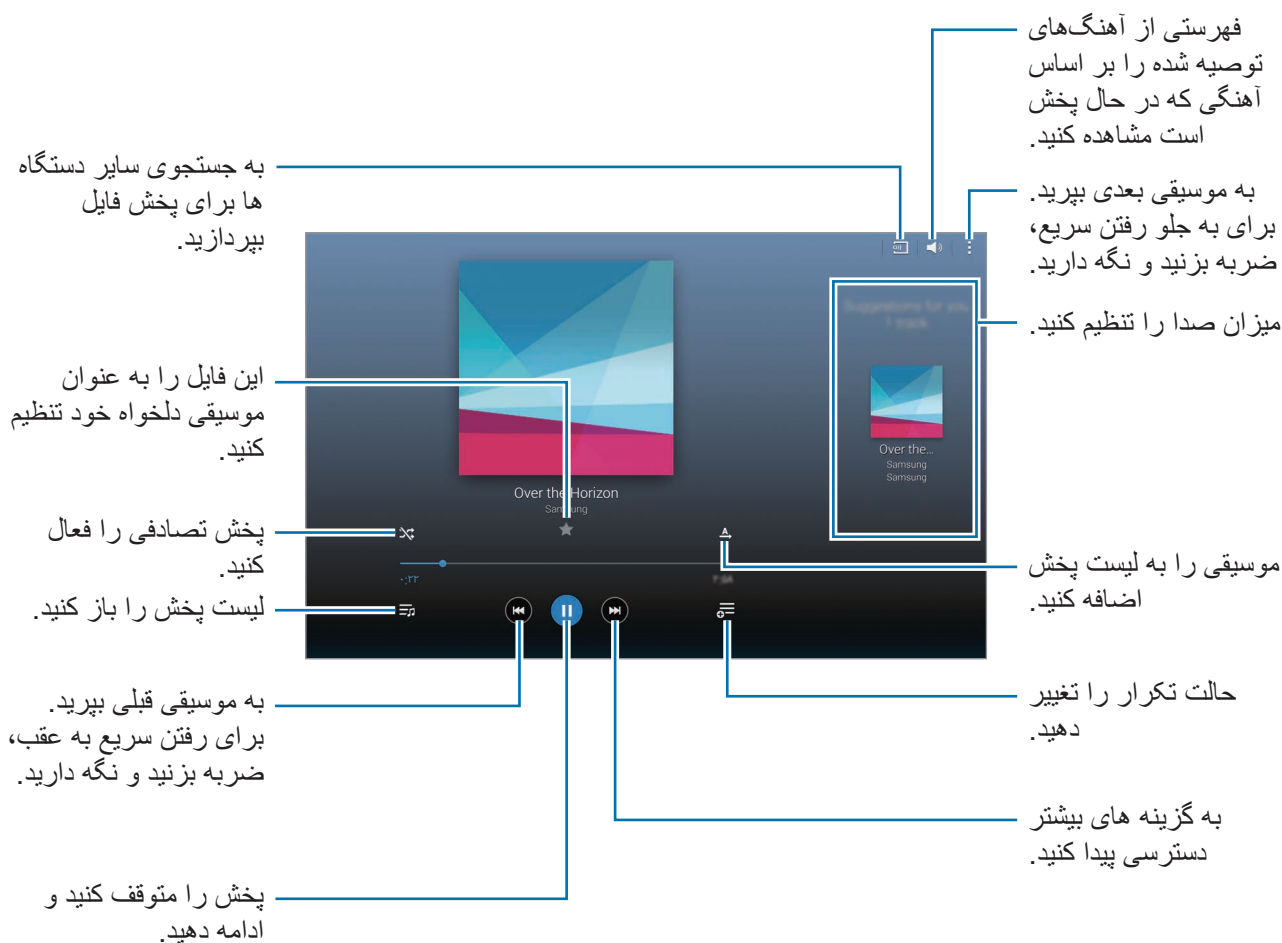 فهرستی از آهنگ‌های
توصیه شده را بر اساس
آهنگی که در حال پخش
است مشاهده کنید.
به موسیقی بعدی بپرید.
برای به جلو رفتن سریع،
ضربه بزنید و نگه دارید.
میزان صدا را تنظیم کنید.
موسیقی را به لیست پخش
اضافه کنید.
حالت تکرار را تغییر
دهید.
به گزینه های بیشتر
دسترسی پیدا کنید.
به جستجوی سایر دستگاه
ها برای پخش فایل
بپردازید.
این فایل را به عنوان
موسیقی دلخواه خود تنظیم
کنید.
پخش تصادفی را فعال
کنید.
لیست پخش را باز کنید.
به موسیقی قبلی بپرید.
برای رفتن سریع به عقب،
ضربه بزنید و نگه دارید.
پخش را متوقف کنید و
ادامه دهید.
Suggestions for you
1 track
Over the...
Samsung
Samsung
Over the Horizon
Samsung
۰:۲۲